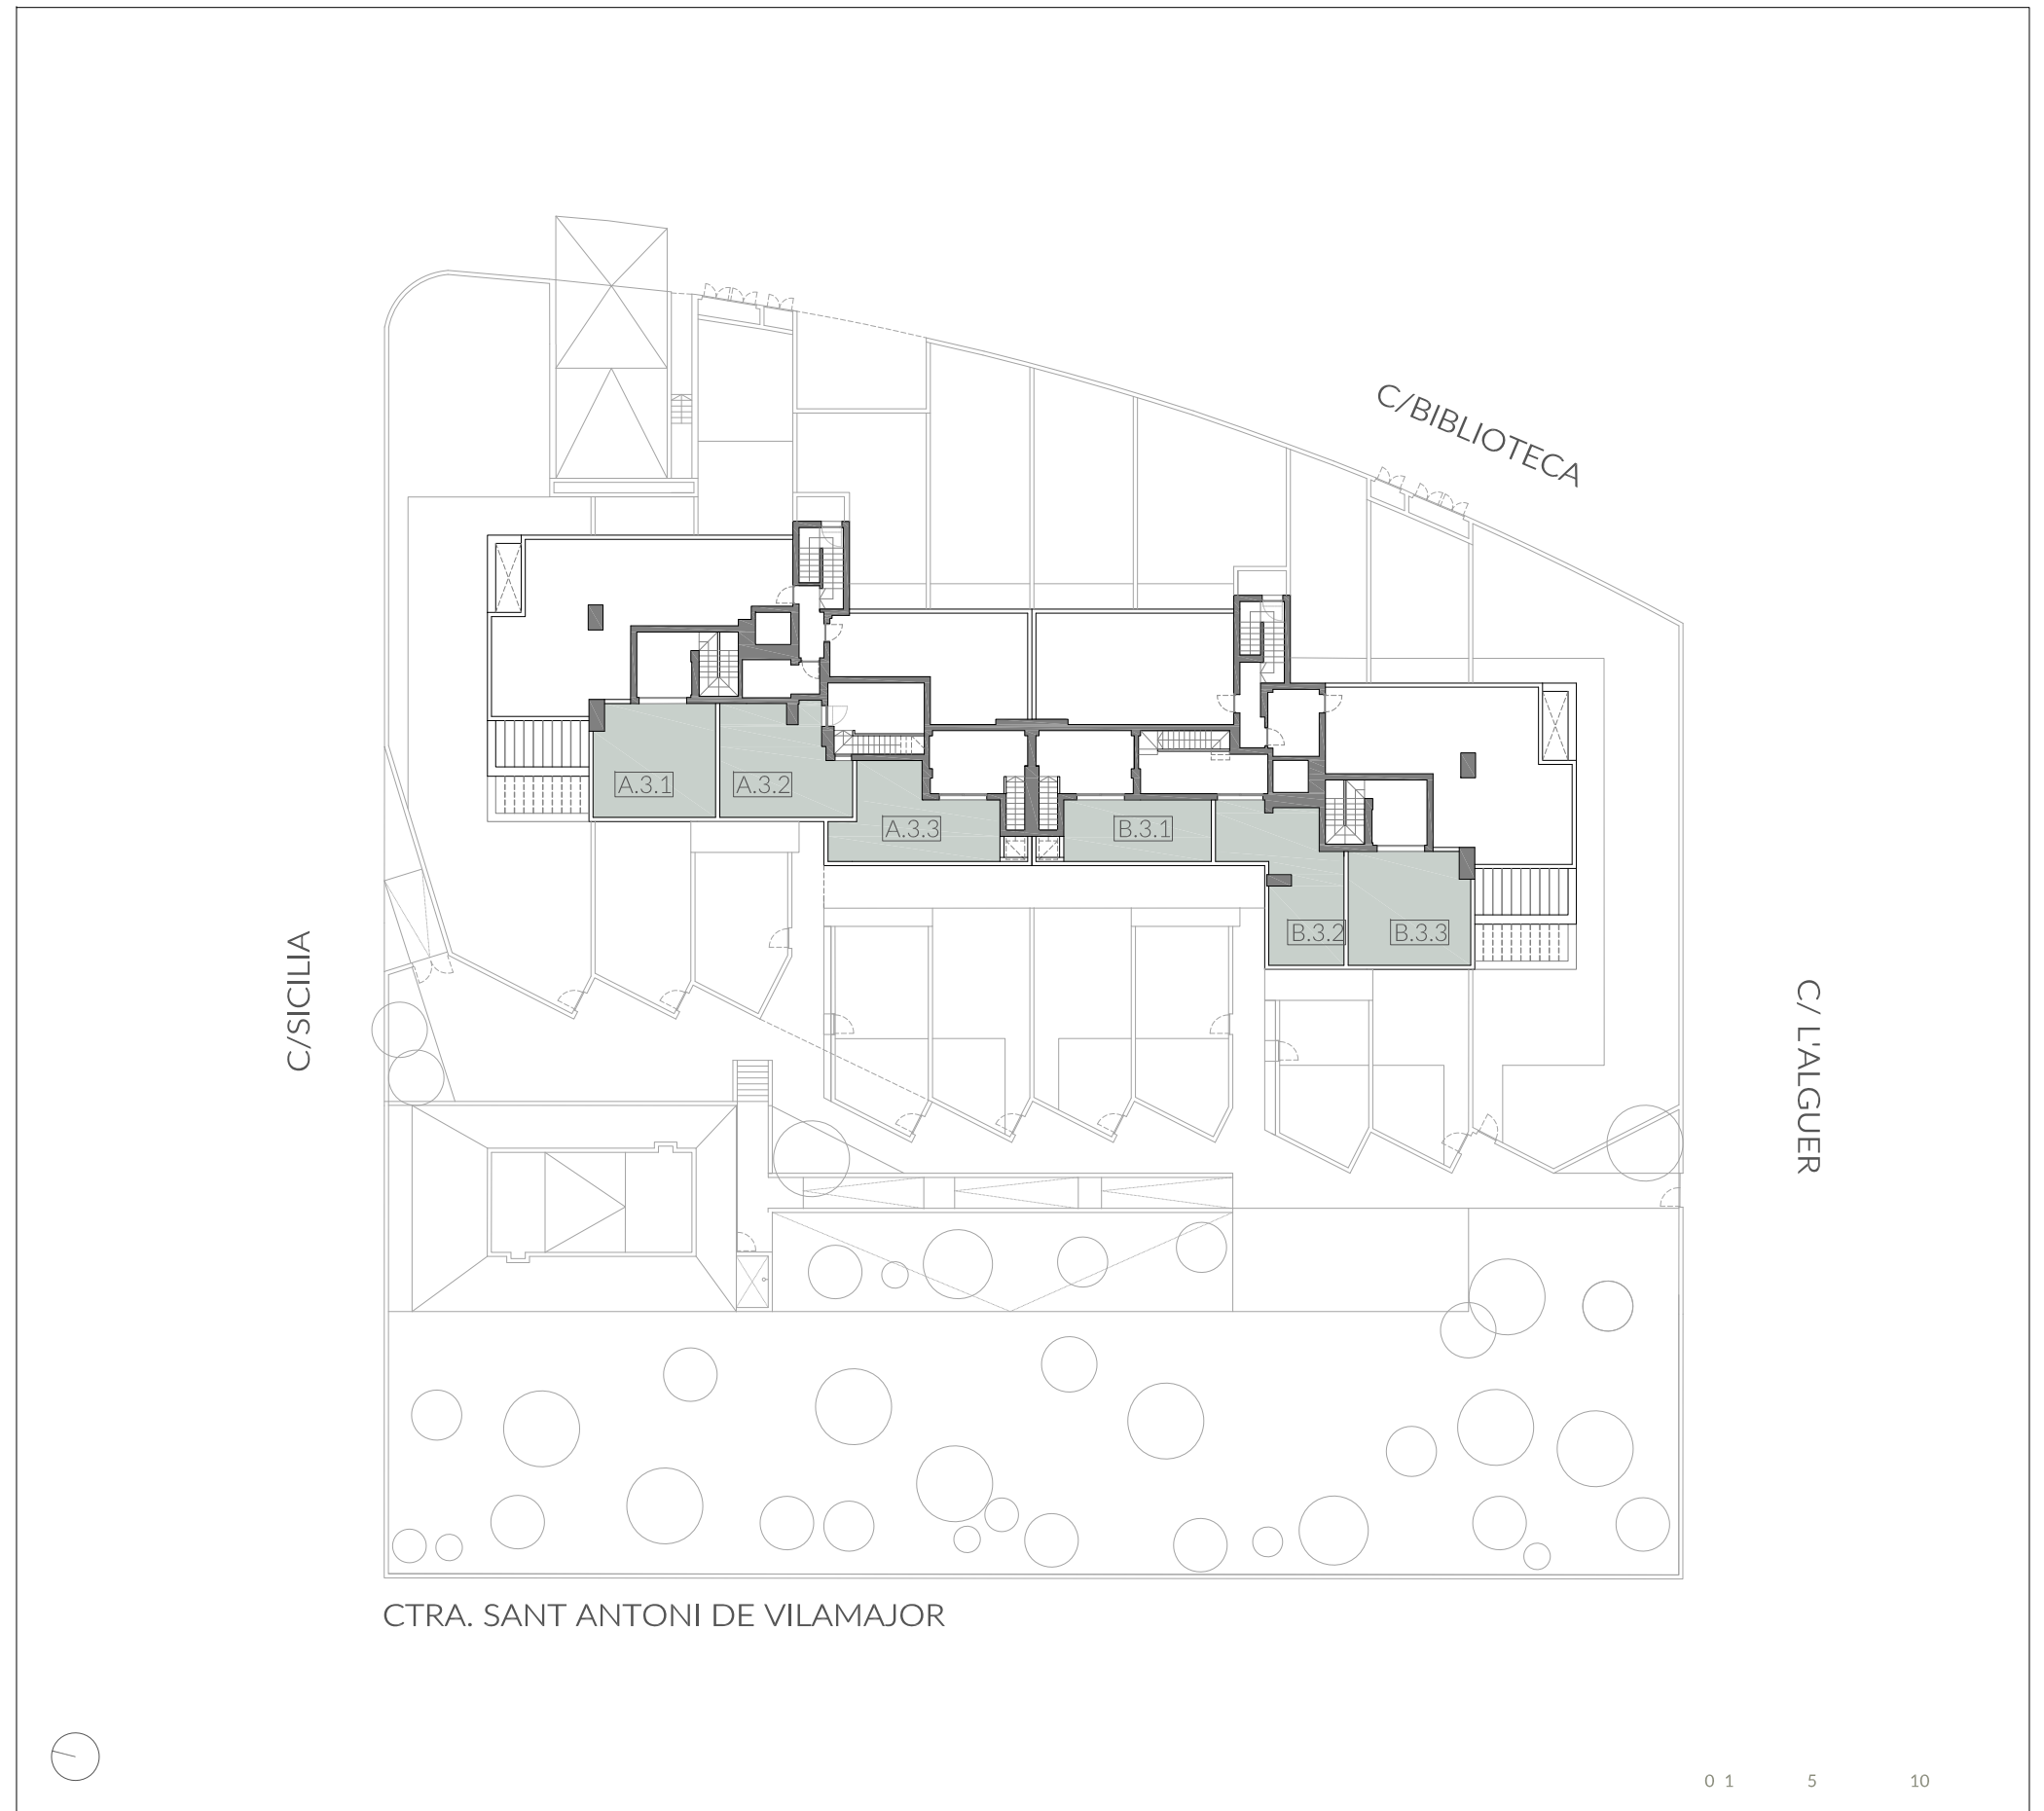 C/BIBLIOTECA
A.3.1
A.3.2
A.3.3
B.3.1
B.3.2
B.3.3
C/SICILIA
C/ L'ALGUER
CTRA. SANT ANTONI DE VILAMAJOR
0 1 5 10